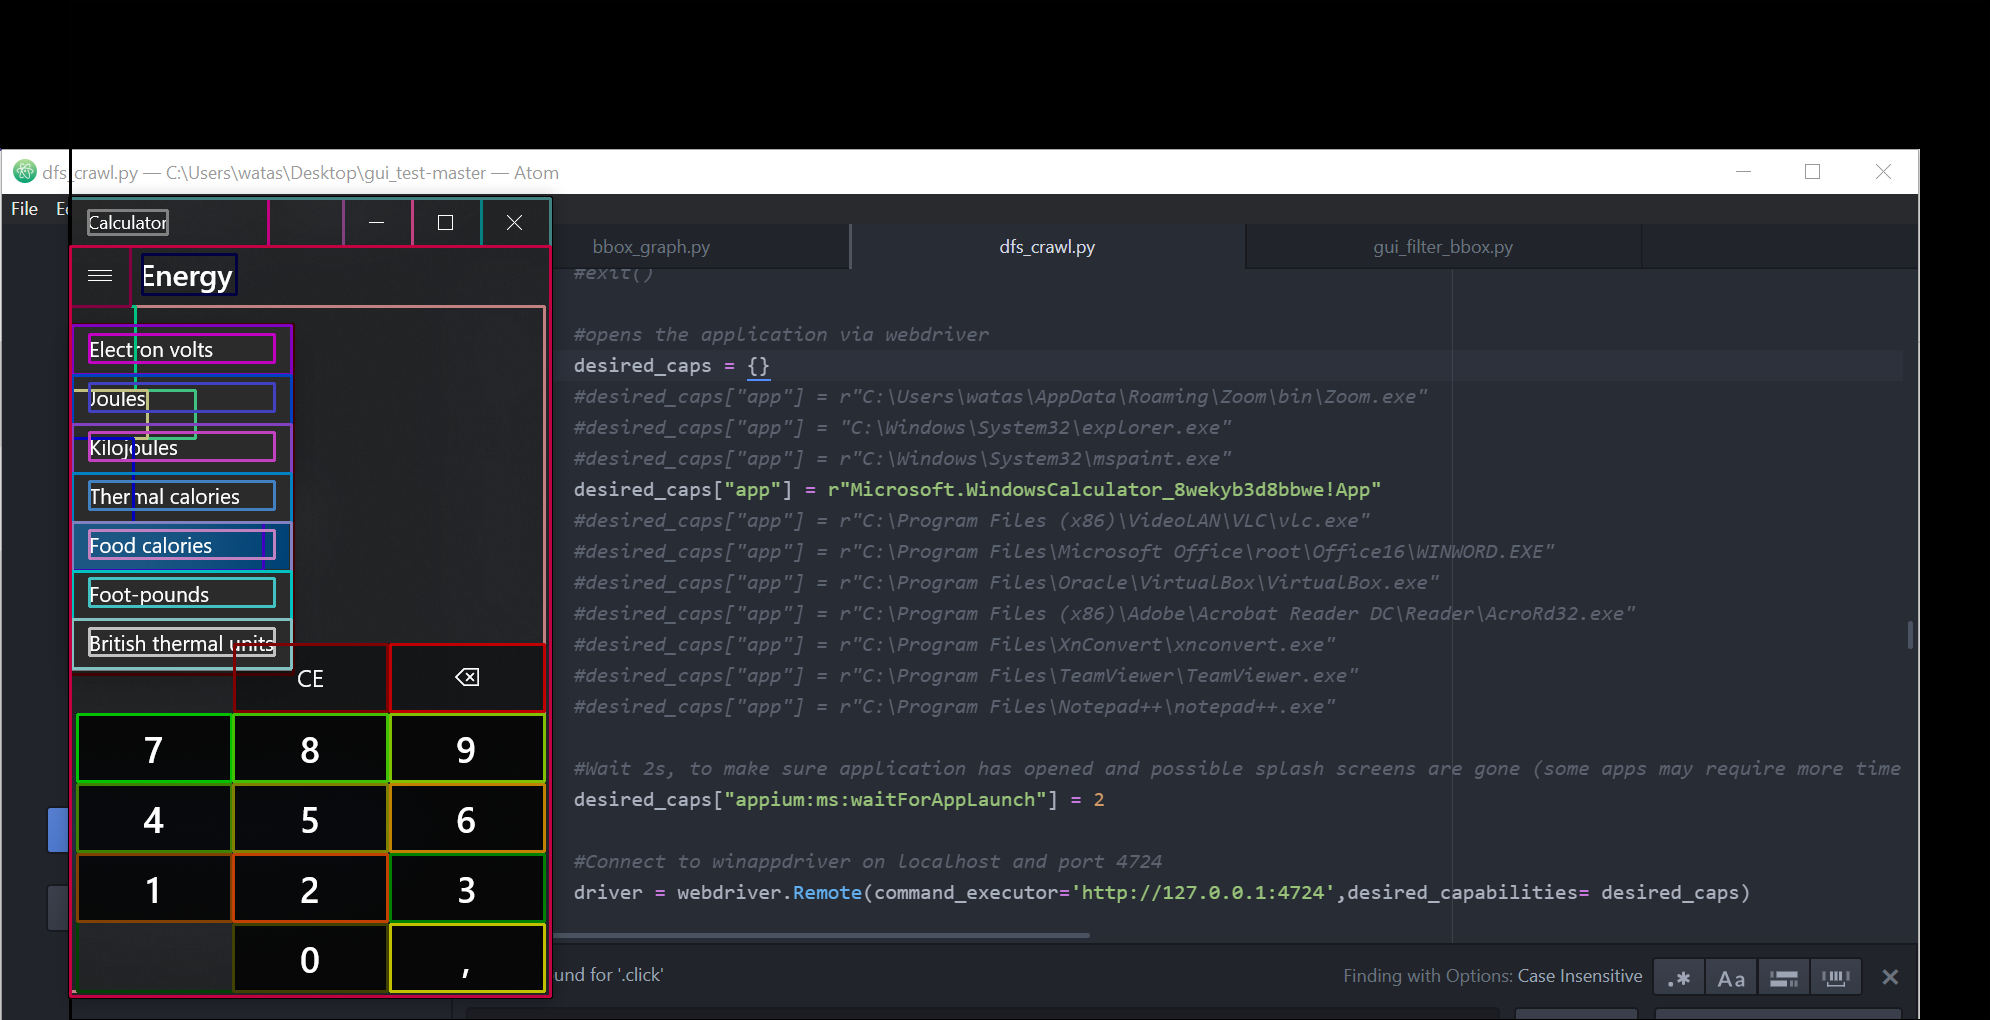 dfs_crawl.py — C:\Users\watas\Desktop\gui_test-master — Atom
File
Calculator
Energy
Electron volts
Joules
Kilojoules
Thermal calories
Food calories
Foot-pounds
British thermal units
CE
7 8 9
4 5 6
1 2 3
0 ,
bbox_graph.py dfs_crawl.py gui_filter_bbox.py
#exit()
#opens the application via webdriver
desired_caps = {}
#desired_caps["app"] = r"C:\Users\watas\AppData\Roaming\Zoom\bin\Zoom.exe"
#desired_caps["app"] = "C:\Windows\System32\explorer.exe"
#desired_caps["app"] = r"C:\Windows\System32\mspaint.exe"
desired_caps["app"] = r"Microsoft.WindowsCalculator_8wekyb3d8bbwe!App"
#desired_caps["app"] = r"C:\Program Files (x86)\VideoLAN\VLC\vlc.exe"
#desired_caps["app"] = r"C:\Program Files\Microsoft Office\root\Office16\WINWORD.EXE"
#desired_caps["app"] = r"C:\Program Files\Oracle\VirtualBox\VirtualBox.exe"
#desired_caps["app"] = r"C:\Program Files (x86)\Adobe\Acrobat Reader DC\Reader\AcroRd32.exe"
#desired_caps["app"] = r"C:\Program Files\XnConvert\xnconvert.exe"
#desired_caps["app"] = r"C:\Program Files\TeamViewer\TeamViewer.exe"
#desired_caps["app"] = r"C:\Program Files\Notepad++\notepad++.exe"
#Wait 2s, to make sure application has opened and possible splash screens are gone (some apps may require more time
desired_caps["appium:ms:waitForAppLaunch"] = 2
#Connect to winappdriver on localhost and port 4724
driver = webdriver.Remote(command_executor='http://127.0.0.1:4724',desired_capabilities= desired_caps)
und for '.click'
Finding with Options: Case Insensitive
.* Aa